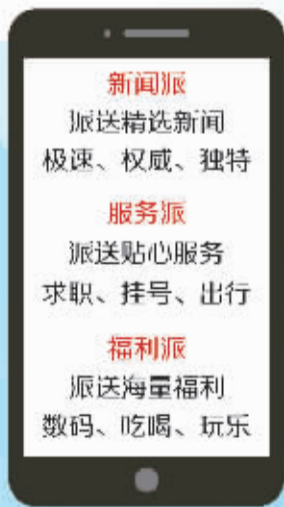 新闻派
派送精选新闻
极速、权威、独特
服务派
派送贴心服务
求职、挂号、出行
福利派
派送海量福利
数码、吃喝、玩乐